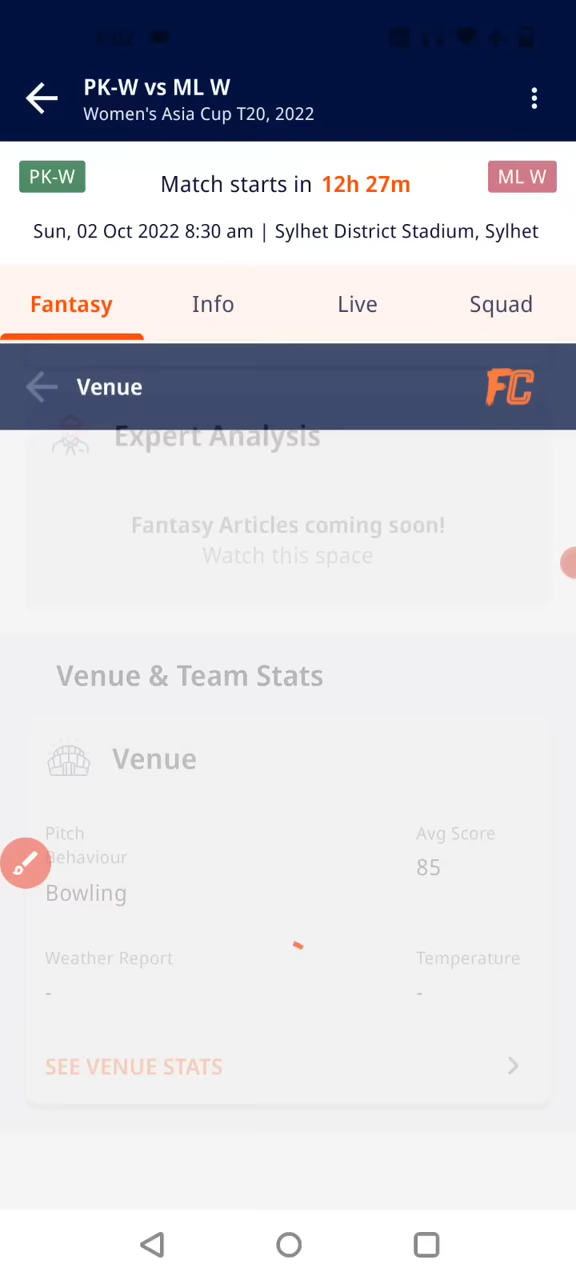 PK-W vs ML W
Women's Asia Cup T20, 2022
PK-W
Match starts in 12h 27m
ML W
Sun, 02 Oct 2022 8:30 am | Sylhet District Stadium, Sylhet
Fantasy Info Live Squad
Venue
FC
Expert Analysis
Fantasy Articles coming soon!
Watch this space
Venue & Team Stats
Venue
Pitch
Behaviour
Bowling
Avg Score
85
Weather Report
-
Temperature
-
SEE VENUE STATS